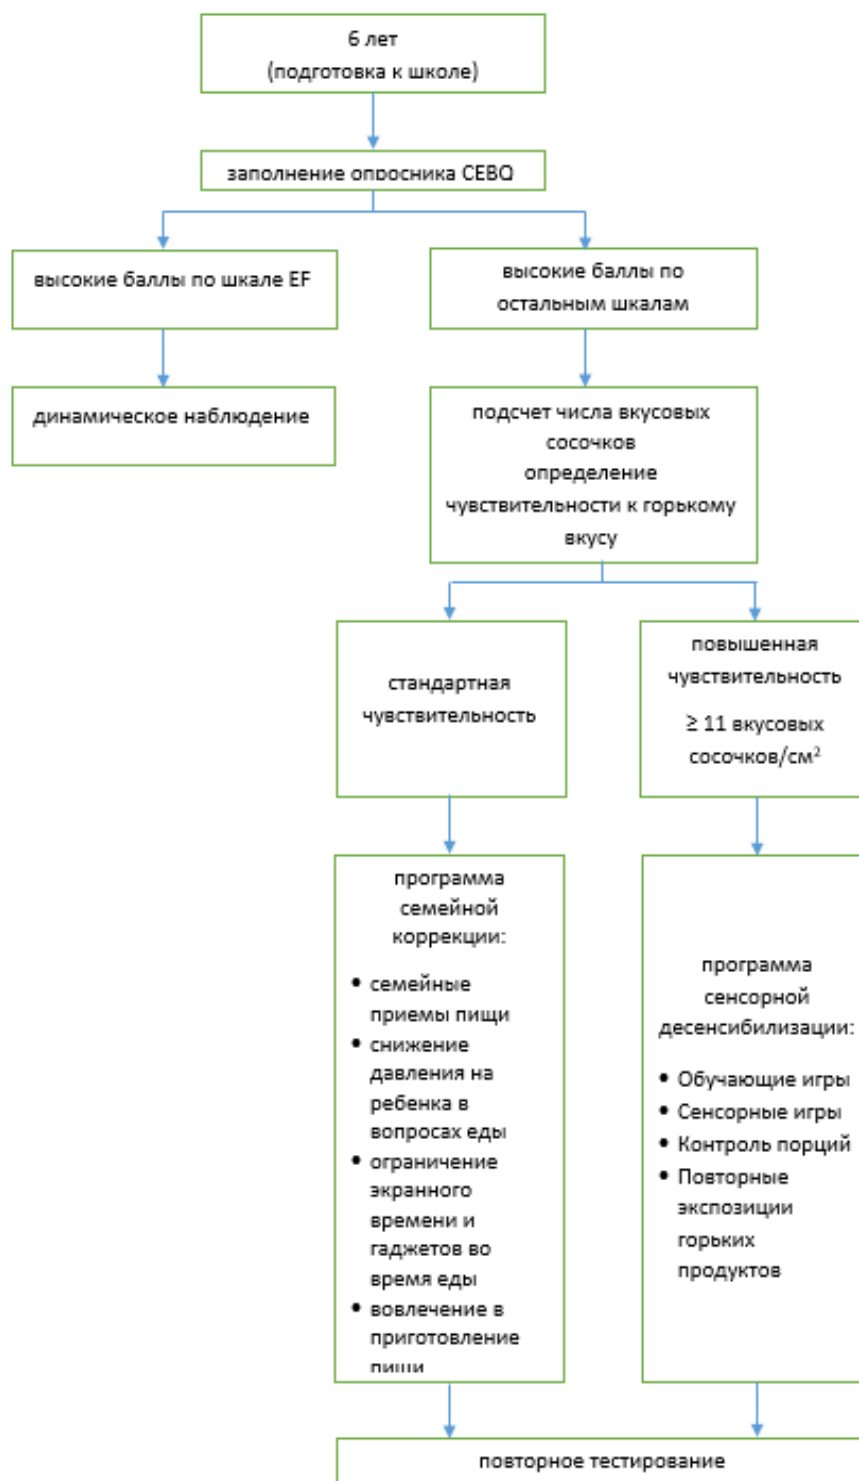 6 лет
(подготовка к школе)
заполнение опросника CEBQ
высокие баллы по шкале EF
высокие баллы по
остальным шкалам
динамическое наблюдение
подсчет числа вкусовых
сосочков
определение
чувствительности к горькому
вкусу
стандартная
чувствительность
повышенная
чувствительность
≥ 11 вкусовых
сосочков/см²
программа
семейной
коррекции:
• семейные
приемы пищи
• снижение
давления на
ребенка в
вопросах еды
• ограничение
экранного
времени и
гаджетов во
время еды
• вовлечение в
приготовление
пищи
программа
сенсорной
десенсибилизации:
• Обучающие игры
• Сенсорные игры
• Контроль порций
• Повторные
экспозиции
горьких
продуктов
повторное тестирование